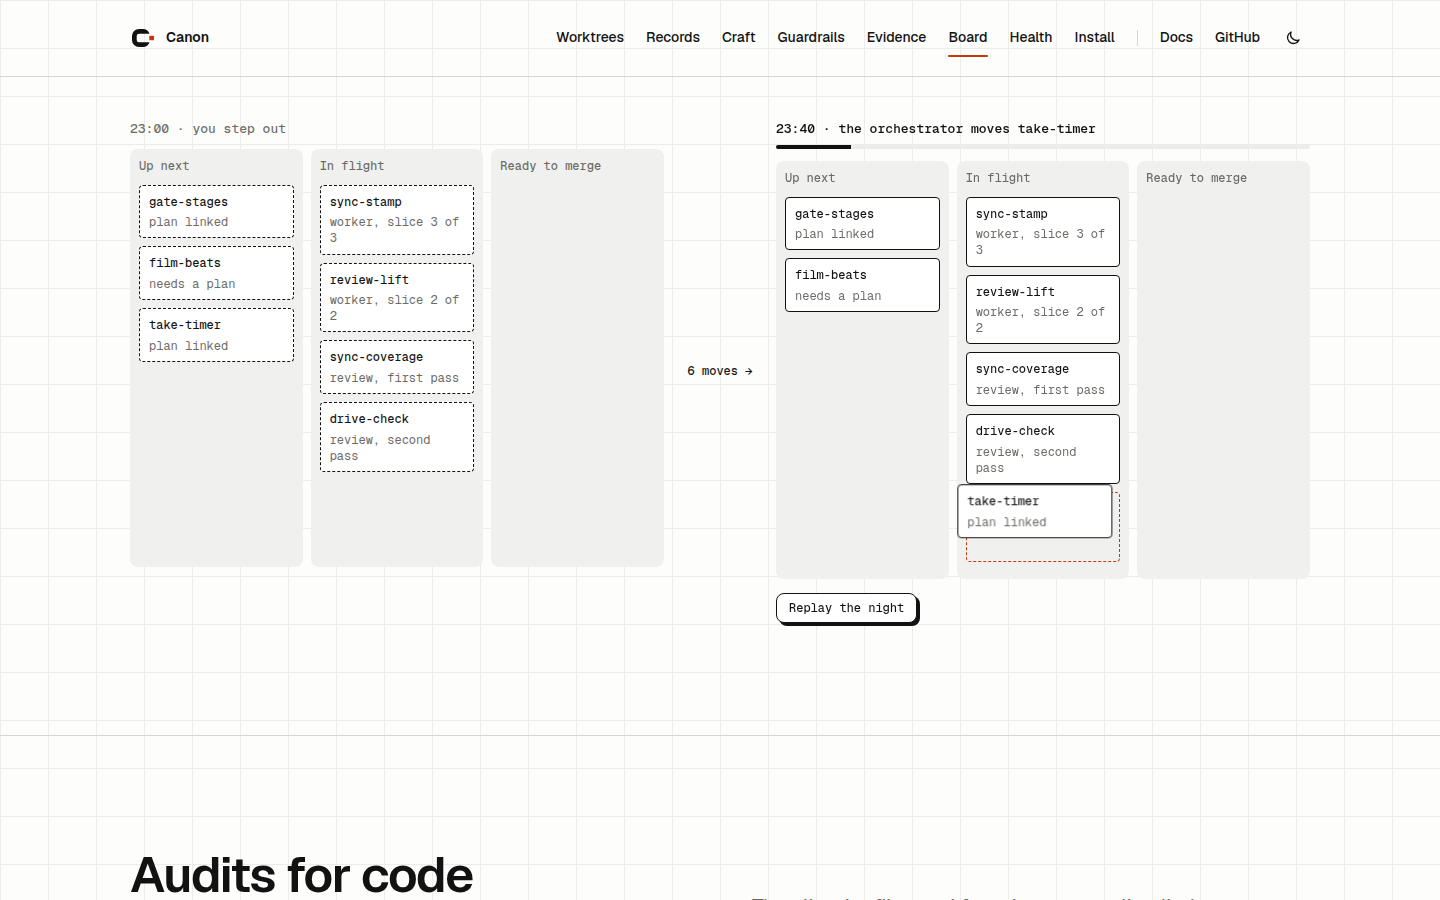 Canon
Worktrees
Records
Craft
Guardrails
Evidence
Board
Health
Install
Docs
GitHub
23:00 · you step out
Up next
gate-stages
plan linked
film-beats
needs a plan
take-timer
plan linked
In flight
sync-stamp
worker, slice 3 of
3
review-lift
worker, slice 2 of
2
sync-coverage
review, first pass
drive-check
review, second
pass
Ready to merge
6 moves →
23:40 · the orchestrator moves take-timer
Up next
gate-stages
plan linked
film-beats
needs a plan
In flight
sync-stamp
worker, slice 3 of
3
review-lift
worker, slice 2 of
2
sync-coverage
review, first pass
drive-check
review, second
pass
take-timer
plan linked
Ready to merge
Replay the night
Audits for code